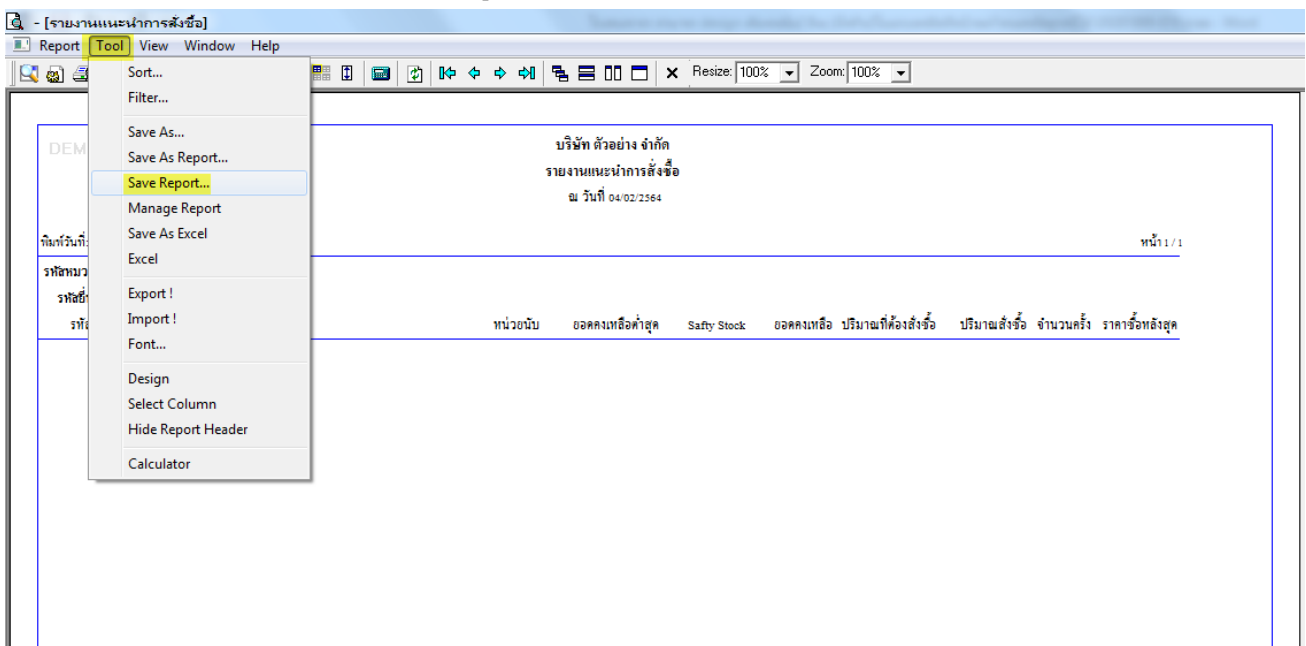 - [รายงานแนะนำการสั่งซื้อ]
Report Tool View Window Help
Resize: 100% Zoom: 100%
Sort...
Filter...
Save As...
Save As Report...
Save Report...
Manage Report
Save As Excel
Excel
Export !
Import !
Font...
Design
Select Column
Hide Report Header
Calculator
DEM
บริษัท ตัวอย่าง จำกัด
รายงานแนะนำการสั่งซื้อ
ณ วันที่ 04/02/2564
พิมพ์วันที่:
หน้า 1 / 1
รหัสหมว
รหัสยี่
รหั
หน่วยนับ ยอดคงเหลือต่ำสุด Safty Stock ยอดคงเหลือ ปริมาณที่ต้องสั่งซื้อ ปริมาณสั่งซื้อ จำนวนครั้ง ราคาซื้อหลังสุด